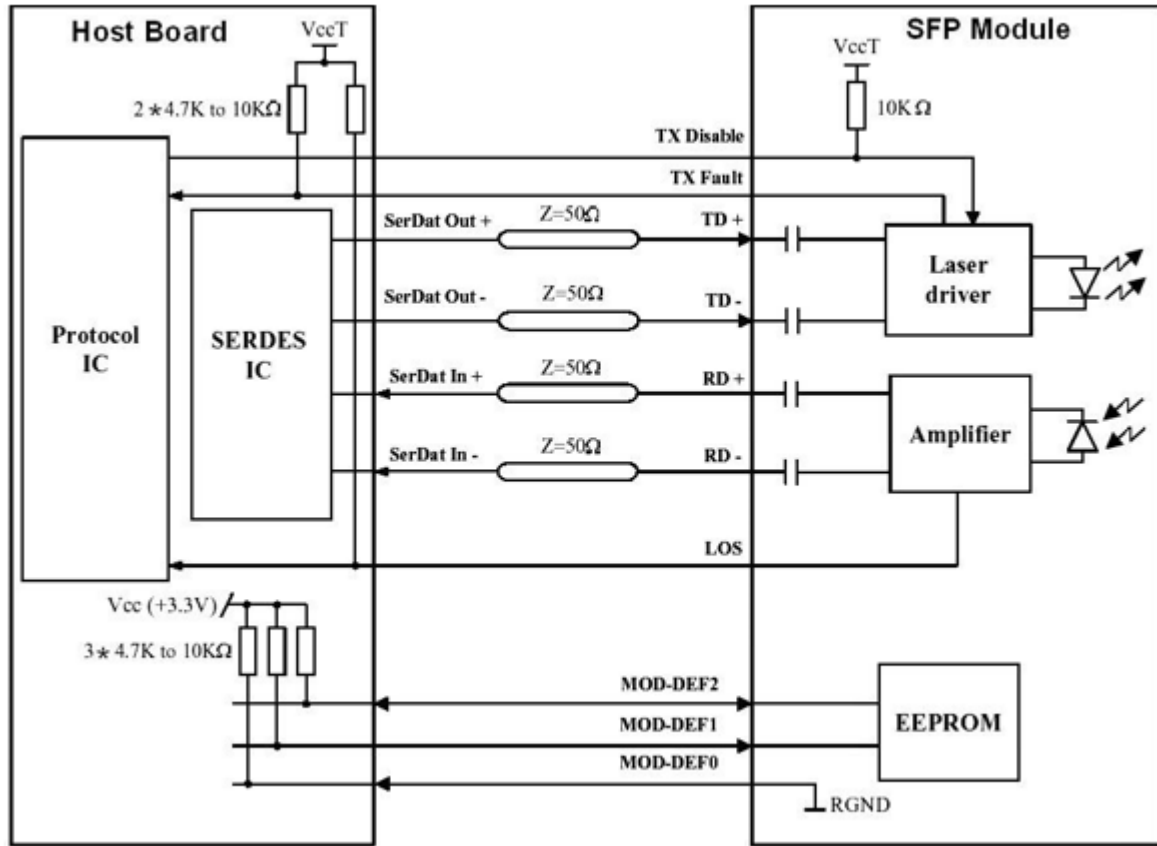 Host Board
SFP Module
VccT
VccT
2*4.7K to 10KΩ
10KΩ
TX Disable
TX Fault
SerDat Out +
Z=50Ω
TD +
Laser
driver
SerDat Out -
Z=50Ω
TD -
Protocol
IC
SERDES
IC
SerDat In +
Z=50Ω
RD +
Amplifier
SerDat In -
Z=50Ω
RD -
LOS
Vcc (+3.3V)
3* 4.7K to 10KΩ
MOD-DEF2
MOD-DEF1
EEPROM
MOD-DEF0
RGND